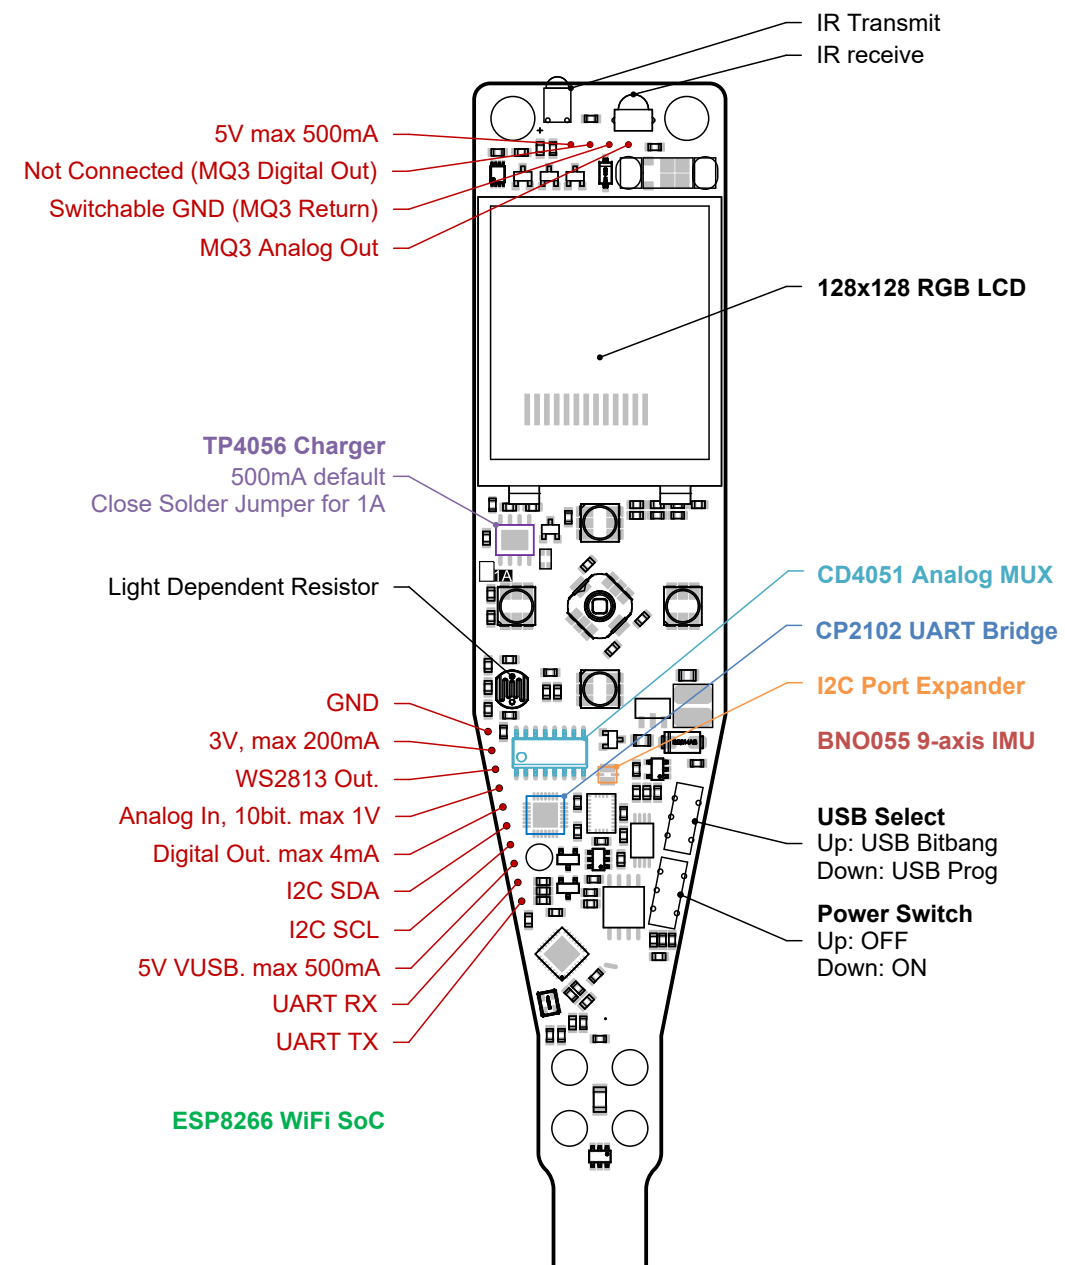 IR Transmit
IR receive
5V max 500mA
Not Connected (MQ3 Digital Out)
Switchable GND (MQ3 Return)
MQ3 Analog Out
+
128x128 RGB LCD
TP4056 Charger
500mA default
Close Solder Jumper for 1A
1A
Light Dependent Resistor
CD4051 Analog MUX
CP2102 UART Bridge
I2C Port Expander
BNO055 9-axis IMU
GND
3V, max 200mA
WS2813 Out.
Analog In, 10bit. max 1V
Digital Out. max 4mA
I2C SDA
I2C SCL
5V VUSB. max 500mA
UART RX
UART TX
USB Select
Up: USB Bitbang
Down: USB Prog
Power Switch
Up: OFF
Down: ON
ESP8266 WiFi SoC